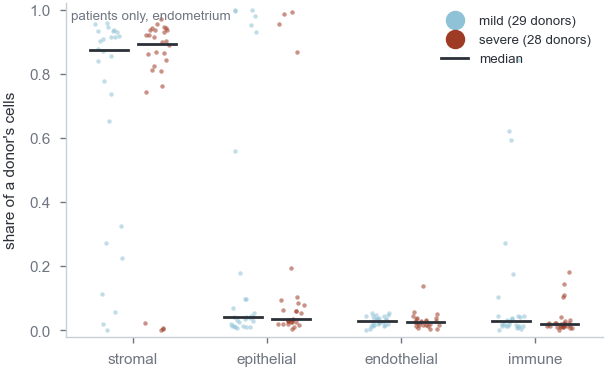 patients only, endometrium
mild (29 donors)
severe (28 donors)
median
share of a donor's cells
1.0
0.8
0.6
0.4
0.2
0.0
stromal
epithelial
endothelial
immune